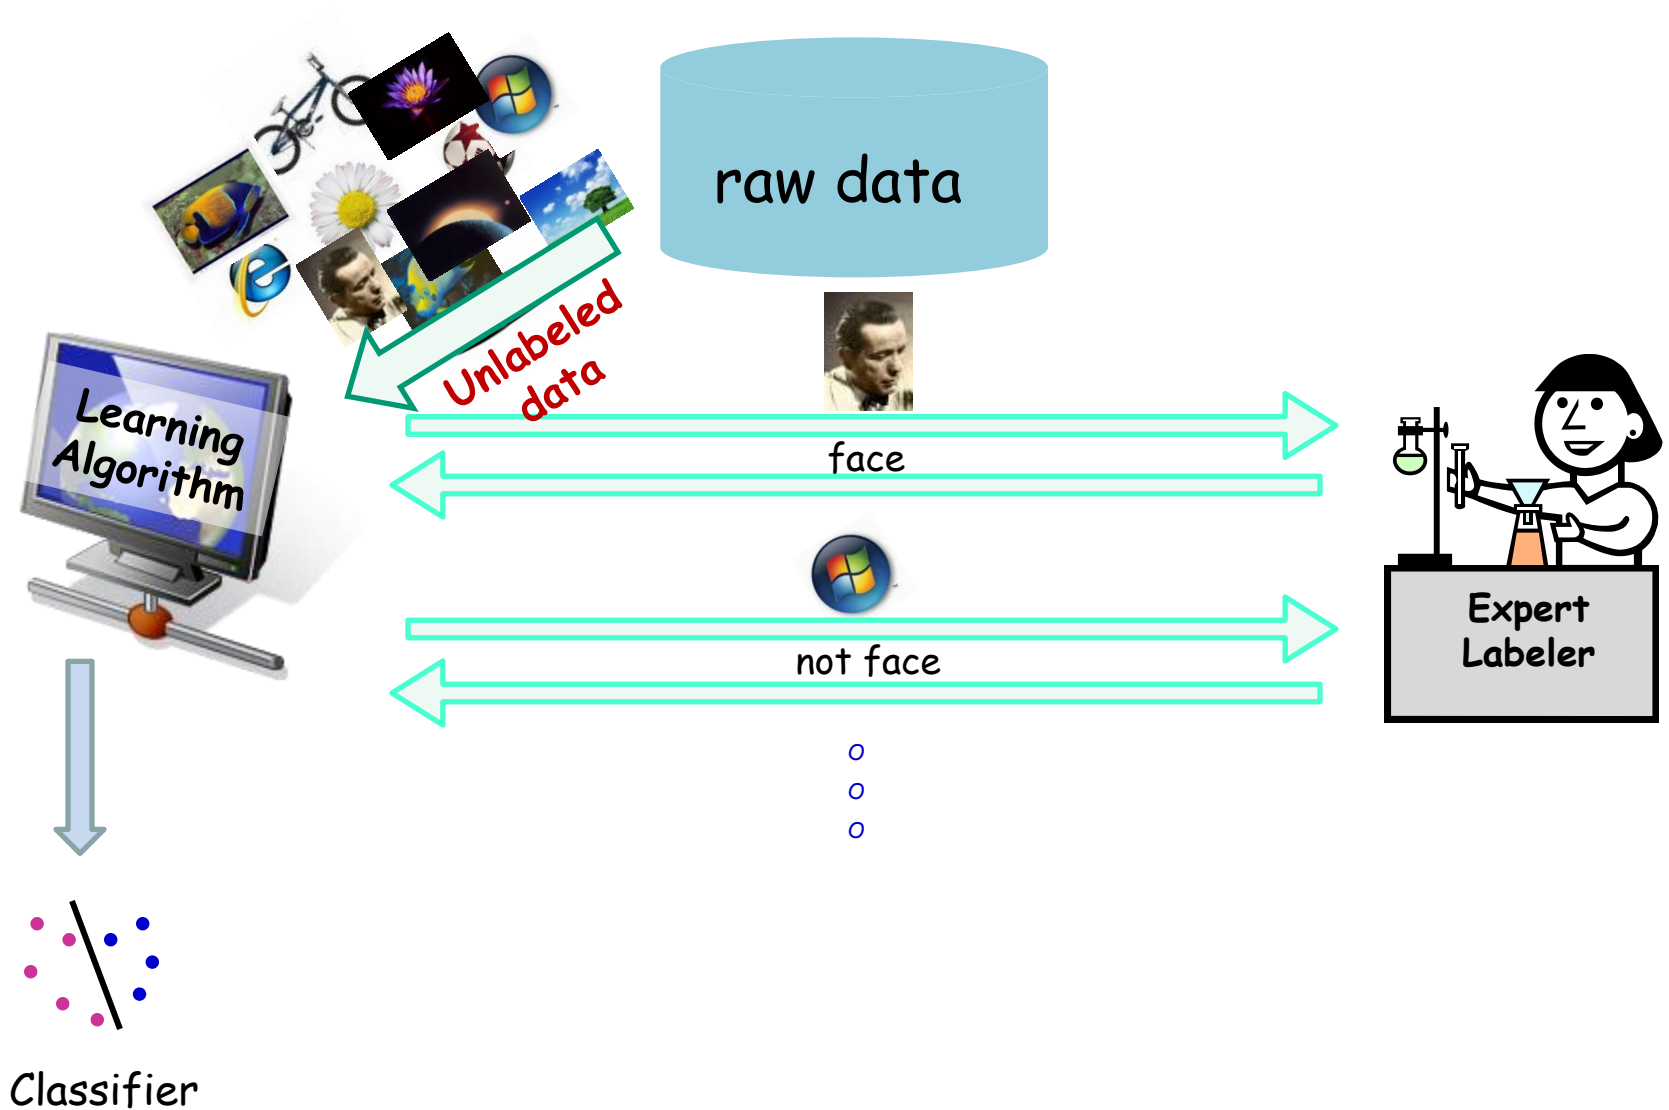 raw data
Unlabeled
data
Learning
Algorithm
face
not face
Expert
Labeler
o
o
o
Classifier